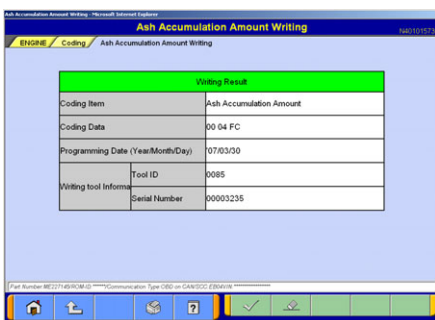 Ash Accumulation Amount Writing - Microsoft Internet Explorer
Ash Accumulation Amount Writing
N40101573
ENGINE Coding Ash Accumulation Amount Writing
Writing Result
Coding Item Ash Accumulation Amount
Coding Data 00 04 FC
Programming Date (Year/Month/Day) '07/03/30
Writing tool Informa Tool ID 0085
Serial Number 00003235